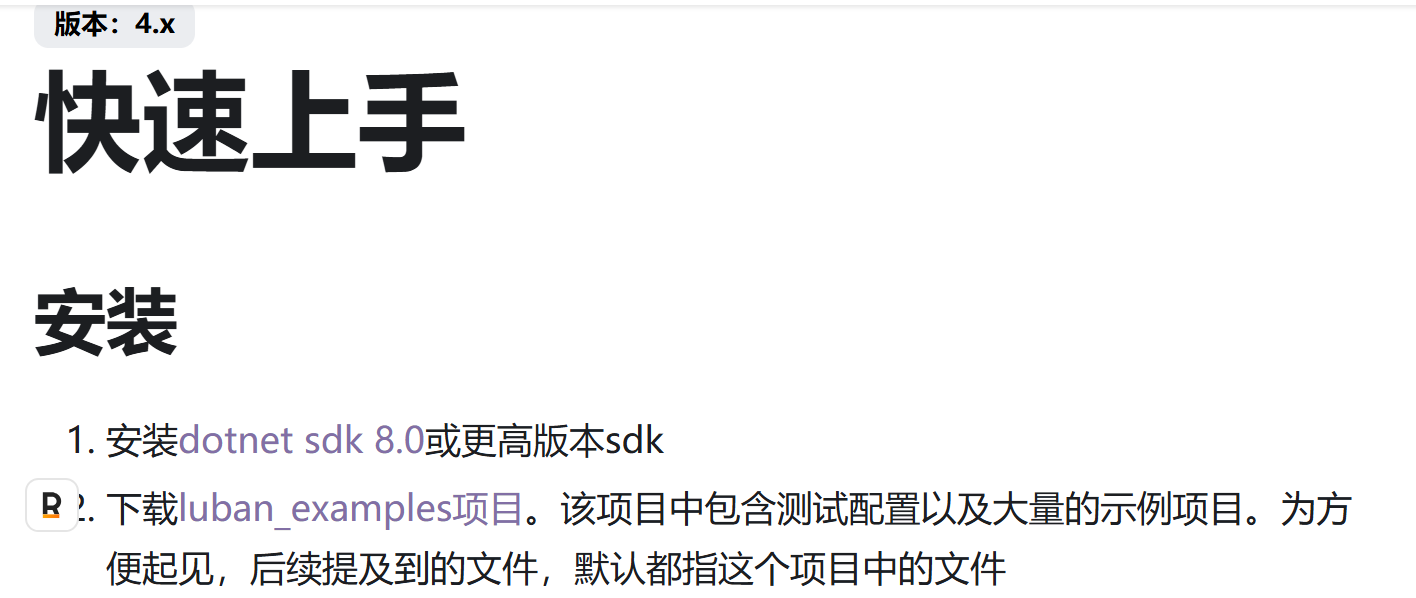 版本：4.x
快速上手
安装
1. 安装dotnet sdk 8.0或更高版本sdk
R
2. 下载luban_examples项目。该项目中包含测试配置以及大量的示例项目。为方
便起见，后续提及到的文件，默认都指这个项目中的文件